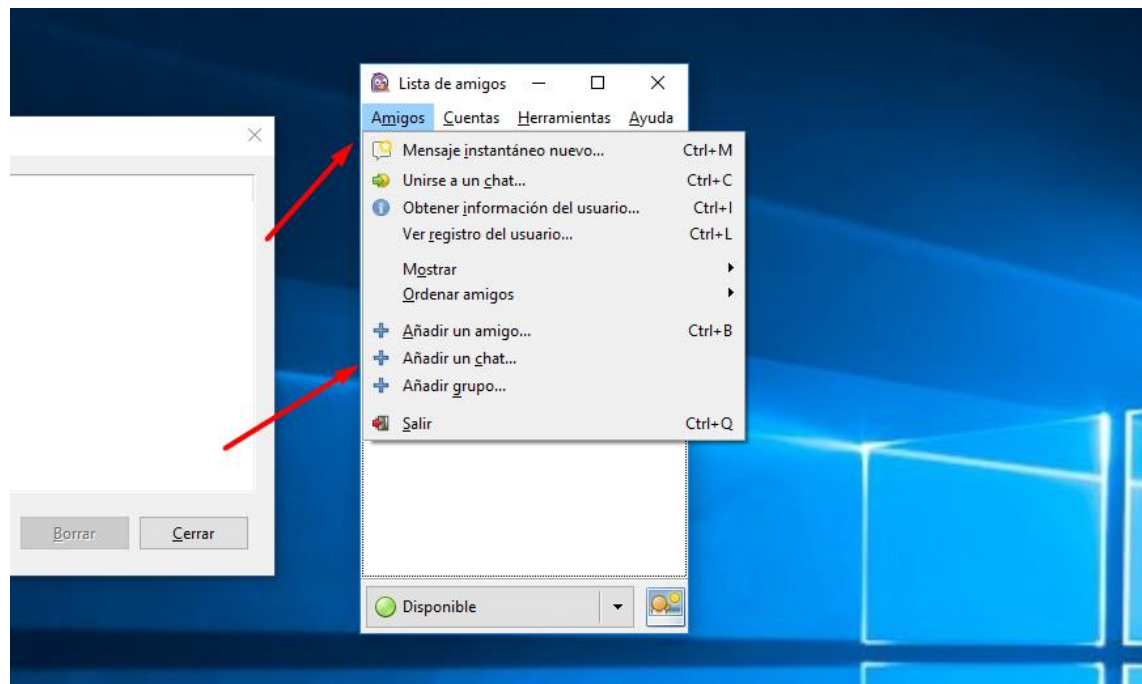 Lista de amigos
Amigos Cuentas Herramientas Ayuda
Mensaje instantáneo nuevo... Ctrl+M
Unirse a un chat... Ctrl+C
Obtener información del usuario... Ctrl+I
Ver registro del usuario... Ctrl+L
Mostrar
Ordenar amigos
Añadir un amigo... Ctrl+B
Añadir un chat...
Añadir grupo...
Salir Ctrl+Q
Borrar Cerrar
Disponible